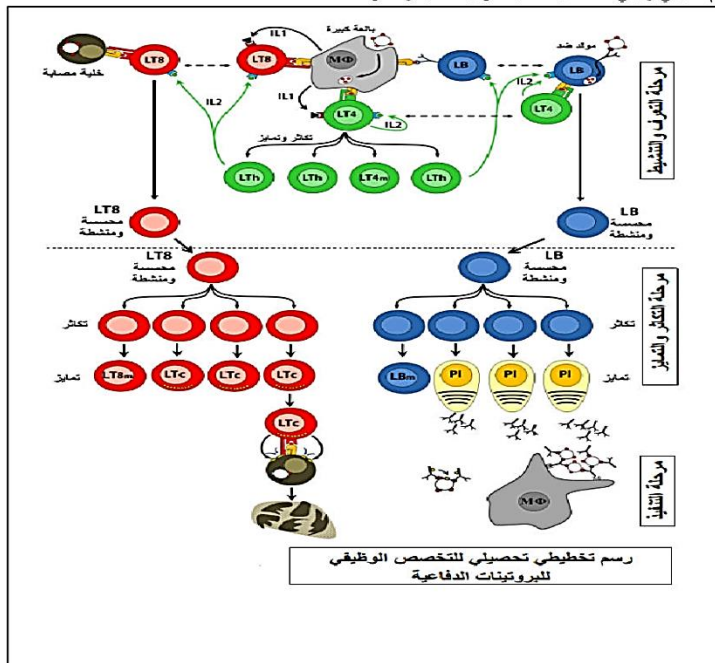 بالعة كبيرة
IL1
مولد ضد
LT8
LT8
MΦ
LB
LB
خلية مصابة
IL1
IL2
IL2
LT4
IL2
LT4
تكاثر وتمايز
LTh
LTh
LT4m
LTh
مرحلة التعرف والتنشيط
LT8
محسسة
ومنشطة
LB
محسسة
ومنشطة
LT8
محسسة
ومنشطة
LB
محسسة
ومنشطة
تكاثر
تكاثر
تمايز
LT8m
LTc
LTc
LTc
LBm
PI
PI
PI
تمايز
مرحلة التكاثر والتمايز
LTc
MΦ
مرحلة التنفيذ
رسم تخطيطي تحصيلي للتخصص الوظيفي
للبروتينات الدفاعية